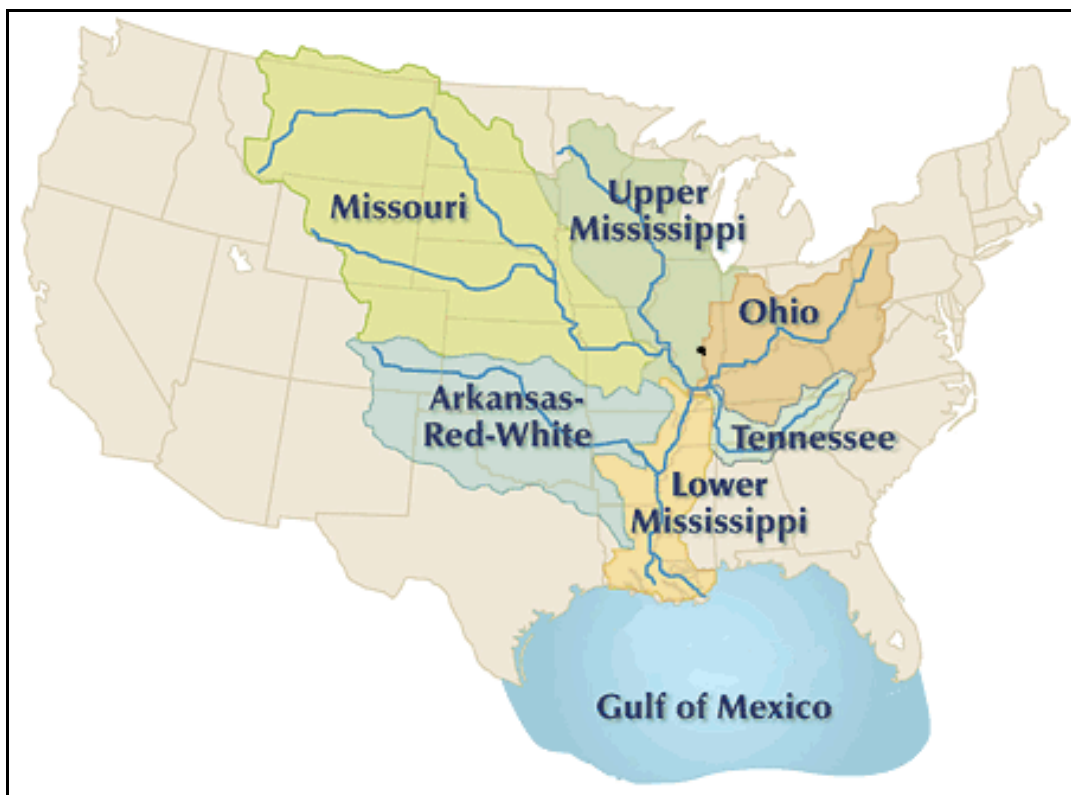 Missouri
Upper
Mississippi
Ohio
Arkansas-
Red-White
Tennessee
Lower
Mississippi
Gulf of Mexico